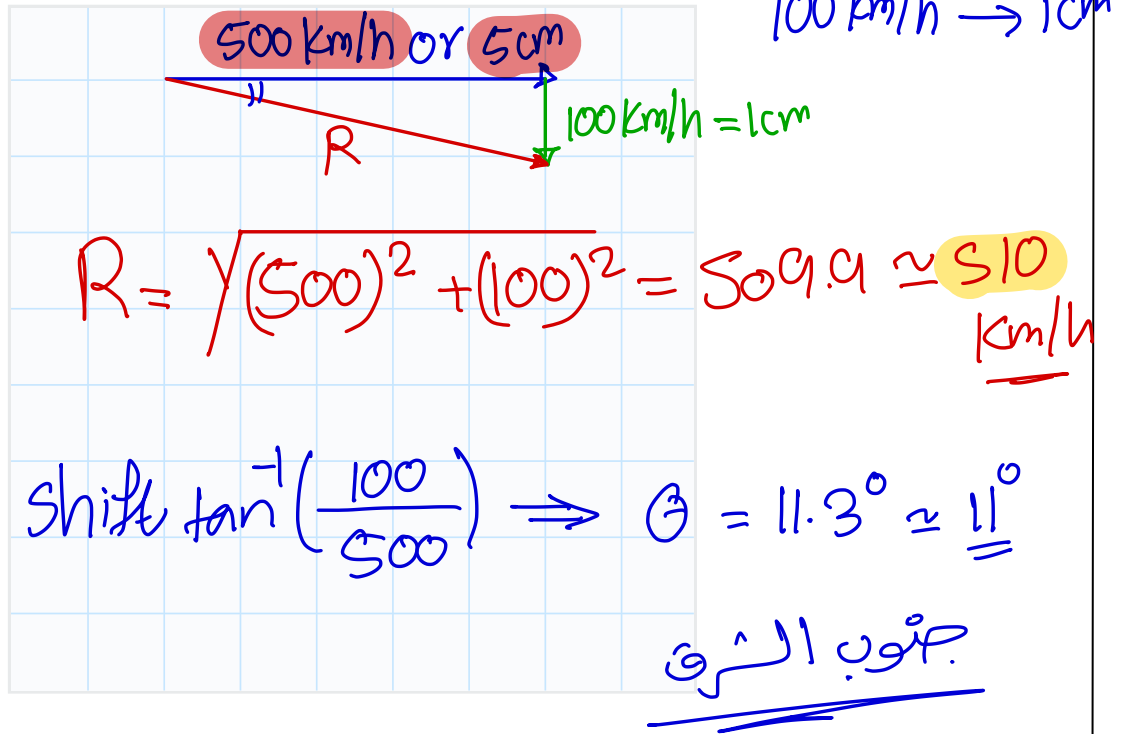 100 km/h → 1cm
500 km/h or 5cm
100 km/h = 1cm
R
R = √(500)² + (100)² = 509.9 ≃ 510
km/h
Shift tan⁻¹(100/500) ⇒ θ = 11.3° ≃ 11°
جنوب الشرق